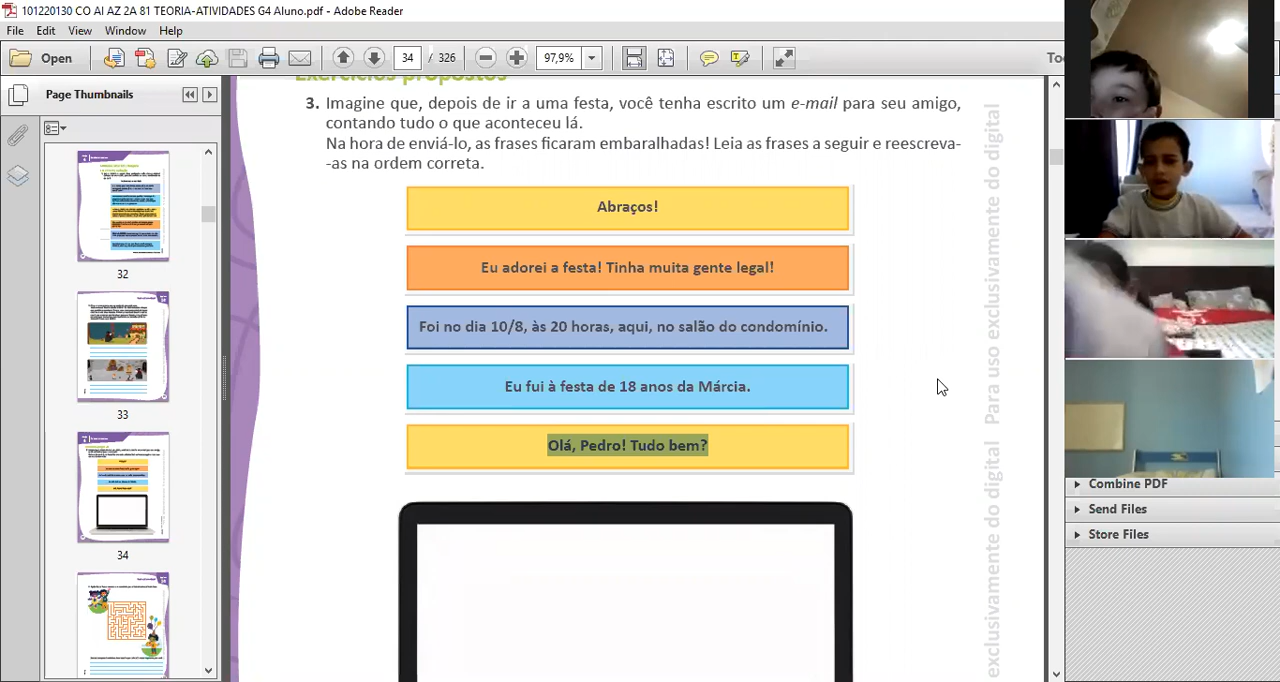 101220130 CO AI AZ 2A 81 TEORIA-ATIVIDADES G4 Aluno.pdf - Adobe Reader
File Edit View Window Help
Open 34 / 326 97,9%
Page Thumbnails
32
33
34
Exercícios propostos
3. Imagine que, depois de ir a uma festa, você tenha escrito um e-mail para seu amigo,
contando tudo o que aconteceu lá.
Na hora de enviá-lo, as frases ficaram embaralhadas! Leia as frases a seguir e reescreva-
-as na ordem correta.
Abraços!
Eu adorei a festa! Tinha muita gente legal!
Foi no dia 10/8, às 20 horas, aqui, no salão do condomínio.
Eu fui à festa de 18 anos da Márcia.
Olá, Pedro! Tudo bem?
Para uso exclusivamente do digital
exclusivamente do digital
Combine PDF
Send Files
Store Files